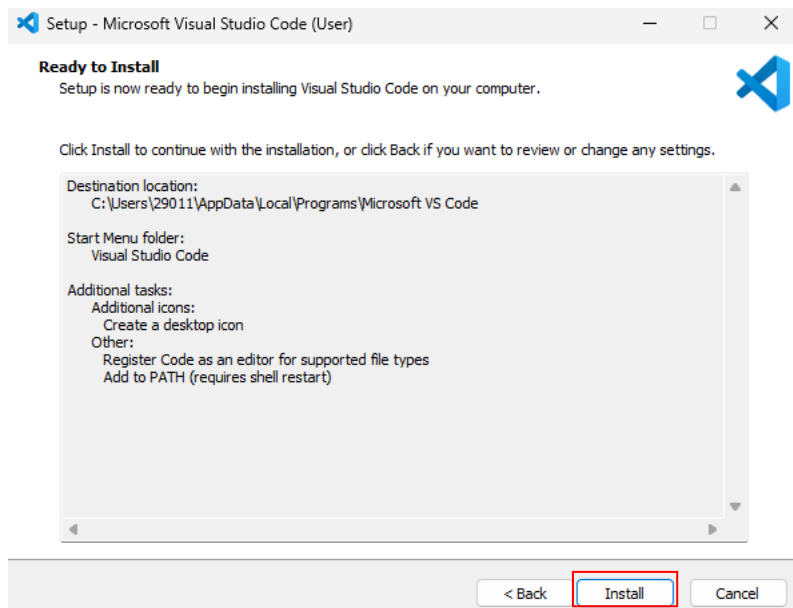 Setup - Microsoft Visual Studio Code (User)
Ready to Install
Setup is now ready to begin installing Visual Studio Code on your computer.
Click Install to continue with the installation, or click Back if you want to review or change any settings.
Destination location:
C:\Users\29011\AppData\Local\Programs\Microsoft VS Code
Start Menu folder:
Visual Studio Code
Additional tasks:
Additional icons:
Create a desktop icon
Other:
Register Code as an editor for supported file types
Add to PATH (requires shell restart)
< Back Install Cancel